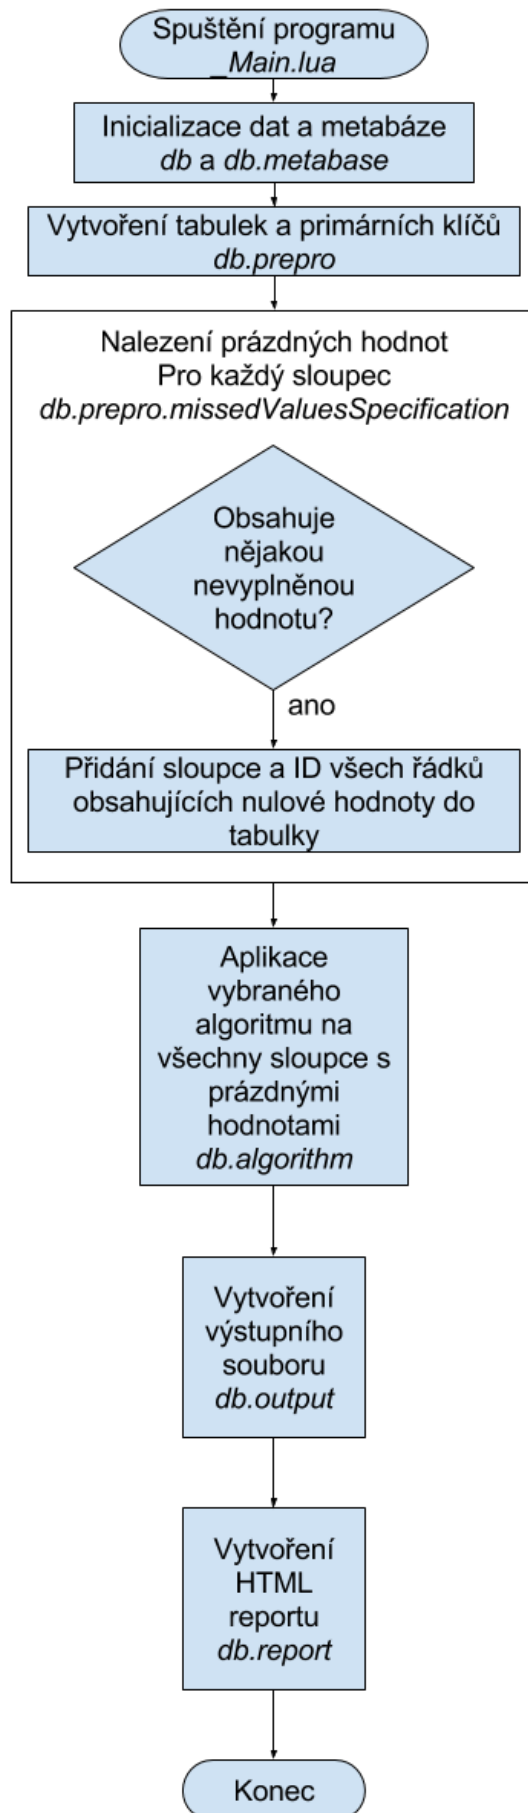 Spuštění programu
_Main.lua
Inicializace dat a metabáze
db a db.metabase
Vytvoření tabulek a primárních klíčů
db.prepro
Nalezení prázdných hodnot
Pro každý sloupec
db.prepro.missedValuesSpecification
Obsahuje
nějakou
nevyplněnou
hodnotu?
ano
Přidání sloupce a ID všech řádků
obsahujících nulové hodnoty do
tabulky
Aplikace
vybraného
algoritmu na
všechny sloupce s
prázdnými
hodnotami
db.algorithm
Vytvoření
výstupního
souboru
db.output
Vytvoření
HTML
reportu
db.report
Konec